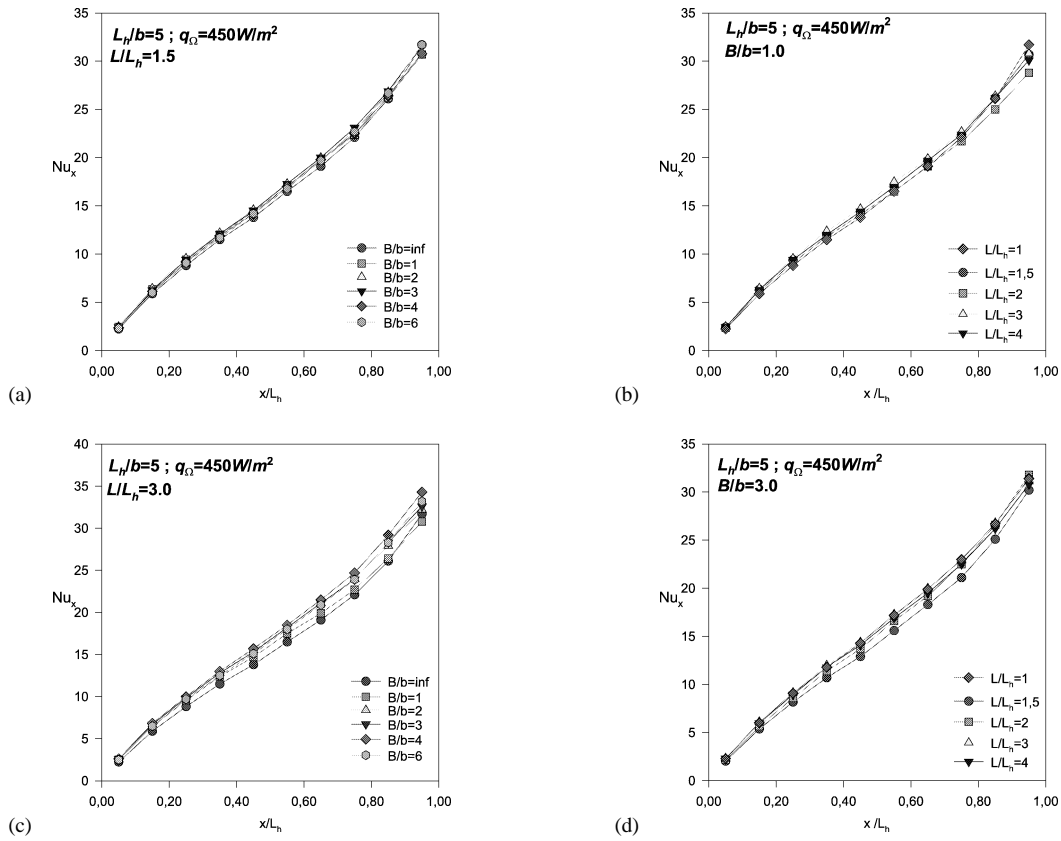 L_h/b=5 ; q_Ω=450W/m²
L/L_h=1.5
35
30
25
20
15
10
5
0
Nu_x
B/b=inf
B/b=1
B/b=2
B/b=3
B/b=4
B/b=6
0,00 0,20 0,40 0,60 0,80 1,00
x/L_h
(a)
L_h/b=5 ; q_Ω=450W/m²
B/b=1.0
35
30
25
20
15
10
5
0
Nu_x
L/L_h=1
L/L_h=1,5
L/L_h=2
L/L_h=3
L/L_h=4
0,00 0,20 0,40 0,60 0,80 1,00
x /L_h
(b)
L_h/b=5 ; q_Ω=450W/m²
L/L_h=3.0
40
35
30
25
20
15
10
5
0
Nu_x
B/b=inf
B/b=1
B/b=2
B/b=3
B/b=4
B/b=6
0,00 0,20 0,40 0,60 0,80 1,00
x/L_h
(c)
L_h/b=5 ; q_Ω=450W/m²
B/b=3.0
35
30
25
20
15
10
5
0
Nu_x
L/L_h=1
L/L_h=1,5
L/L_h=2
L/L_h=3
L/L_h=4
0,00 0,20 0,40 0,60 0,80 1,00
x/L_h
(d)